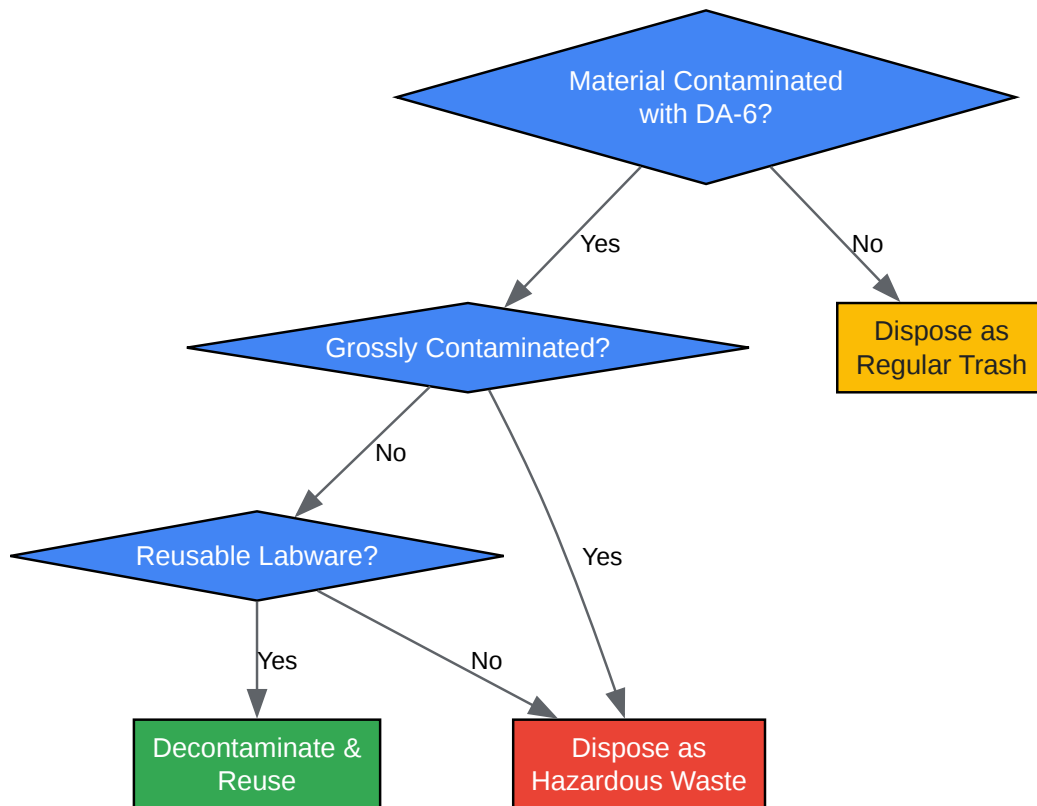 Material Contaminated
with DA-6?
Yes
No
Grossly Contaminated?
Dispose as
Regular Trash
No
Yes
Reusable Labware?
Yes
No
Decontaminate &
Reuse
Dispose as
Hazardous Waste